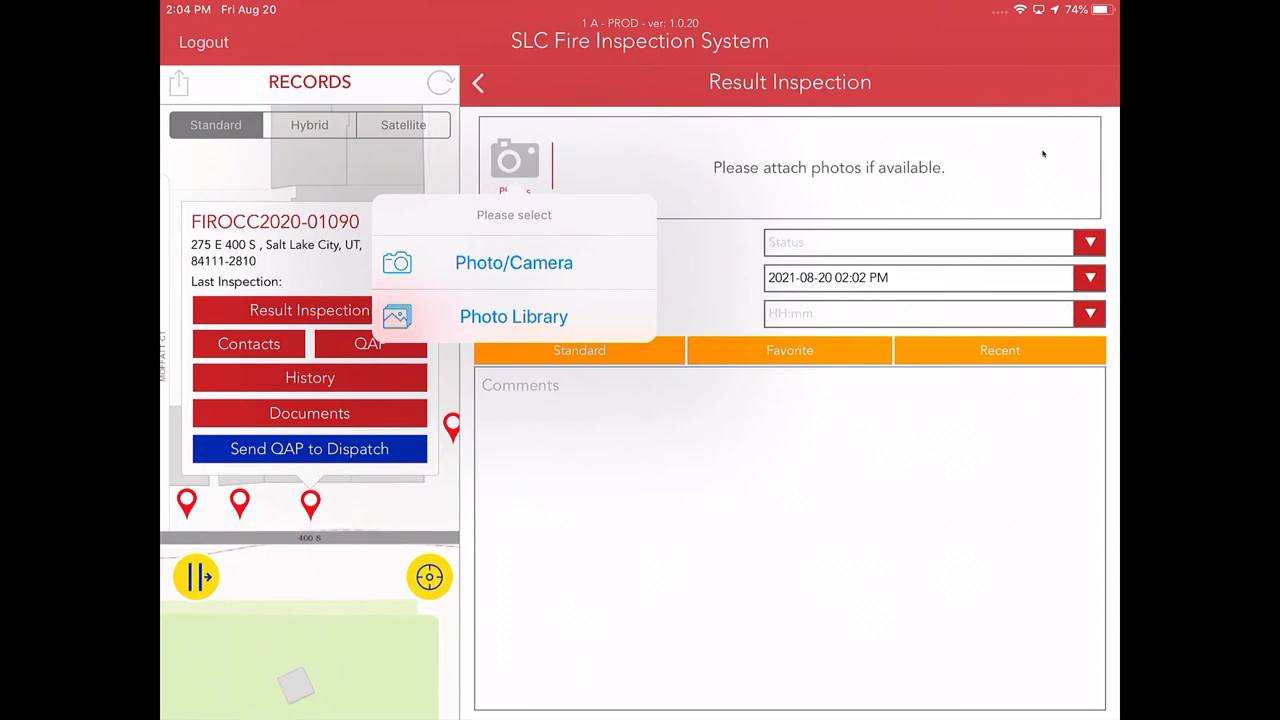 2:04 PM Fri Aug 20
74%
1 A - PROD - ver: 1.0.20
Logout
SLC Fire Inspection System
RECORDS
Result Inspection
Standard
Hybrid
Satellite
Please attach photos if available.
Please select
Photo/Camera
Photo Library
FIROCC2020-01090
275 E 400 S , Salt Lake City, UT,
84111-2810
Last Inspection:
Result Inspection
Contacts
QAP
History
Documents
Send QAP to Dispatch
Status
2021-08-20 02:02 PM
HH:mm
Standard
Favorite
Recent
Comments
400 S